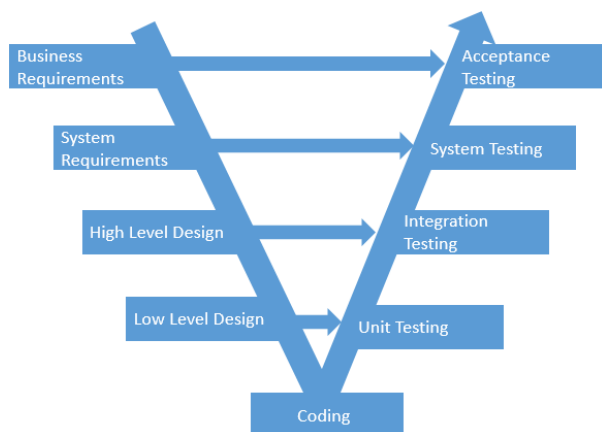 Business
Requirements
Acceptance
Testing
System
Requirements
System Testing
High Level Design
Integration
Testing
Low Level Design
Unit Testing
Coding